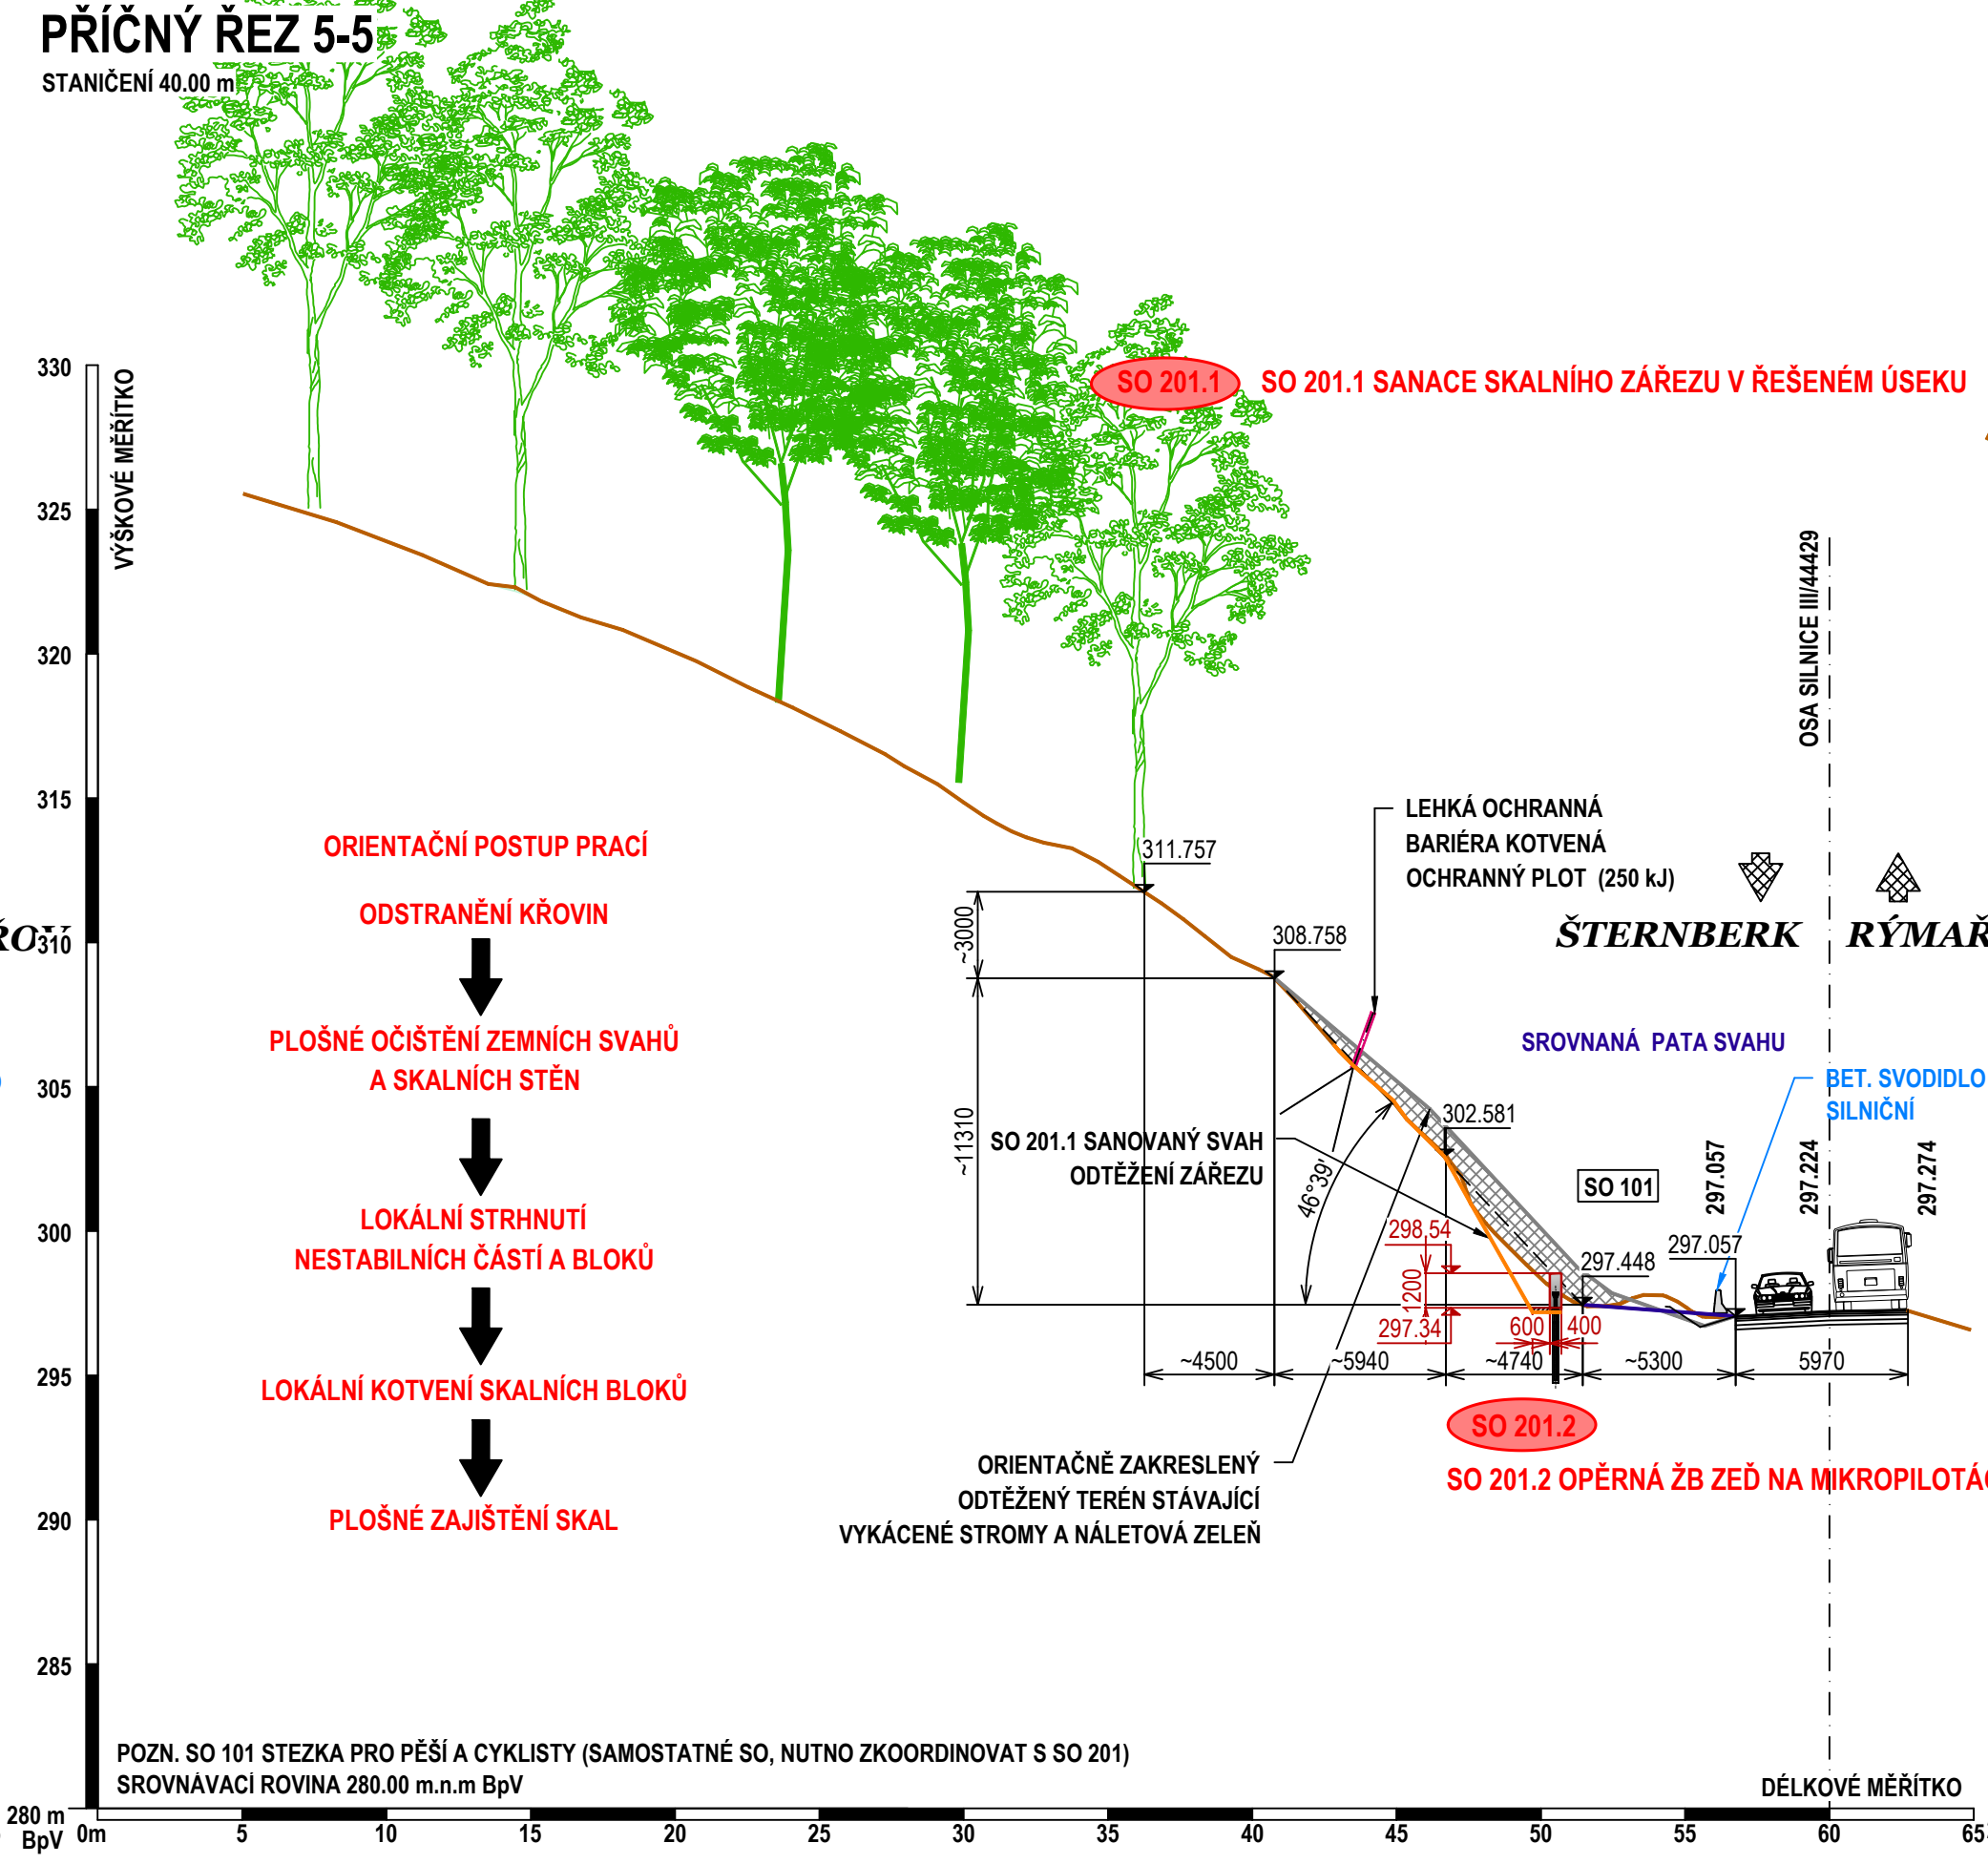 PŘÍČNÝ ŘEZ 5-5
STANIČENÍ 40.00 m
SO 201.1
SO 201.1 SANACE SKALNÍHO ZÁŘEZU V ŘEŠENÉM ÚSEKU
VÝŠKOVÉ MĚŘÍTKO
330
325
320
315
310
305
300
295
290
285
280 m
BpV
OSA SILNICE III/44429
ORIENTAČNÍ POSTUP PRACÍ
ODSTRANĚNÍ KŘOVIN
PLOŠNÉ OČIŠTĚNÍ ZEMNÍCH SVAHŮ
A SKALNÍCH STĚN
LOKÁLNÍ STRHNUTÍ
NESTABILNÍCH ČÁSTÍ A BLOKŮ
LOKÁLNÍ KOTVENÍ SKALNÍCH BLOKŮ
PLOŠNÉ ZAJIŠTĚNÍ SKAL
LEHKÁ OCHRANNÁ
BARIÉRA KOTVENÁ
OCHRANNÝ PLOT (250 kJ)
311.757
308.758
~3000
~11310
ŠTERNBERK
RÝMAŘ
SROVNANÁ PATA SVAHU
BET. SVODIDLO
SILNIČNÍ
302.581
SO 201.1 SANOVANÝ SVAH
ODTĚŽENÍ ZÁŘEZU
46°39'
SO 101
297.057
297.224
297.274
298,54
1200
297.34
297.448
297.057
600
400
~4500
~5940
~4740
~5300
5970
SO 201.2
SO 201.2 OPĚRNÁ ŽB ZEĎ NA MIKROPILOTÁC
ORIENTAČNĚ ZAKRESLENÝ
ODTĚŽENÝ TERÉN STÁVAJÍCÍ
VYKÁCENÉ STROMY A NÁLETOVÁ ZELEŇ
POZN. SO 101 STEZKA PRO PĚŠÍ A CYKLISTY (SAMOSTATNÉ SO, NUTNO ZKOORDINOVAT S SO 201)
SROVNÁVACÍ ROVINA 280.00 m.n.m BpV
DÉLKOVÉ MĚŘÍTKO
0m 5 10 15 20 25 30 35 40 45 50 55 60 65